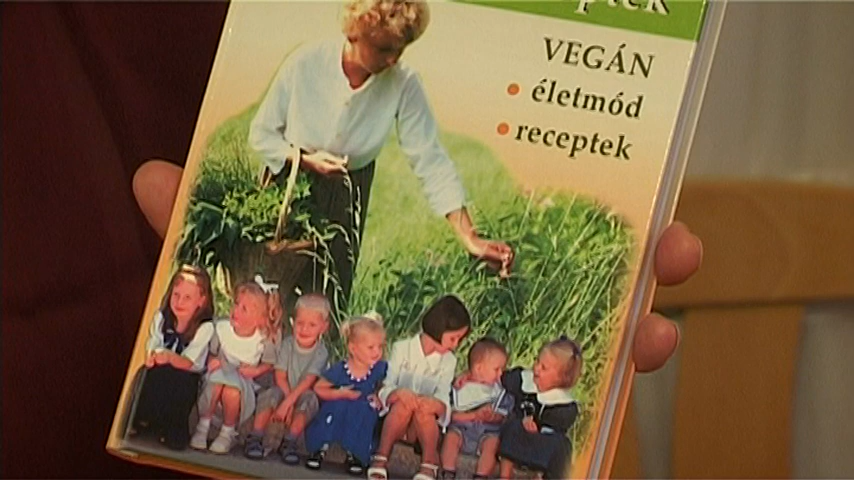 VEGÁN
• életmód
• receptek